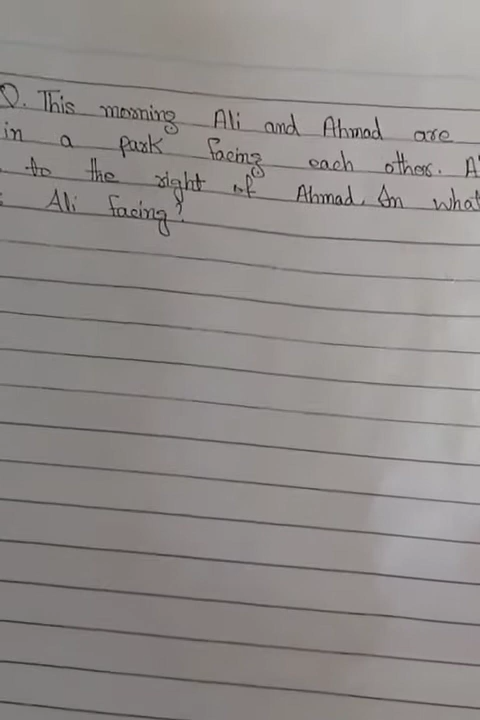 Q. This morning Ali and Ahmad are
in a park facing each others.
to the right of Ahmad. In what
Ali facing?